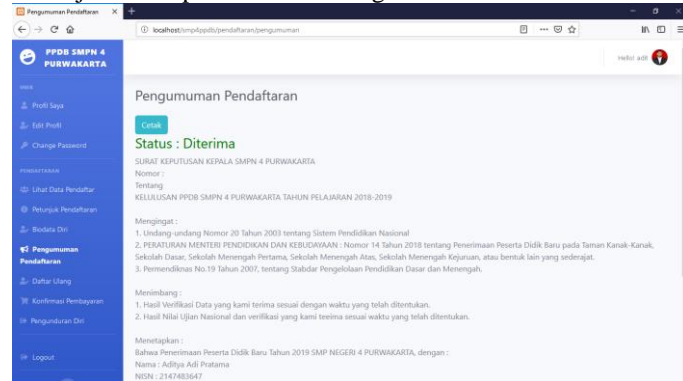 Pengumuman Pendaftaran
localhost/smp4ppdb/pendaftaran/pengumuman
PPDB SMPN 4
PURWAKARTA
Hello! adit
USER
Profil Saya
Edit Profil
Change Password
PENDAFTARAN
Lihat Data Pendaftar
Petunjuk Pendaftaran
Biodata Diri
Pengumuman
Pendaftaran
Daftar Ulang
Konfirmasi Pembayaran
Pengunduran Diri
Logout
Pengumuman Pendaftaran
Cetak
Status : Diterima
SURAT KEPUTUSAN KEPALA SMPN 4 PURWAKARTA
Nomor :
Tentang
KELULUSAN PPDB SMPN 4 PURWAKARTA TAHUN PELAJARAN 2018-2019
Mengingat :
1. Undang-undang Nomor 20 Tahun 2003 tentang Sistem Pendidikan Nasional
2. PERATURAN MENTERI PENDIDIKAN DAN KEBUDAYAAN : Nomor 14 Tahun 2018 tentang Penerimaan Peserta Didik Baru pada Taman Kanak-Kanak,
Sekolah Dasar, Sekolah Menengah Pertama, Sekolah Menengah Atas, Sekolah Menengah Kejuruan, atau bentuk lain yang sederajat.
3. Permendiknas No.19 Tahun 2007, tentang Stabdar Pengelolaan Pendidikan Dasar dan Menengah.
Menimbang :
1. Hasil Verifikasi Data yang kami terima sesuai dengan waktu yang telah ditentukan.
2. Hasil Nilai Ujian Nasional dan verifikasi yang kami teeima sesuai waktu yang telah ditentukan.
Menetapkan :
Bahwa Penerimaan Peserta Didik Baru Tahun 2019 SMP NEGERI 4 PURWAKARTA, dengan :
Nama : Aditya Adi Pratama
NISN : 2147483647